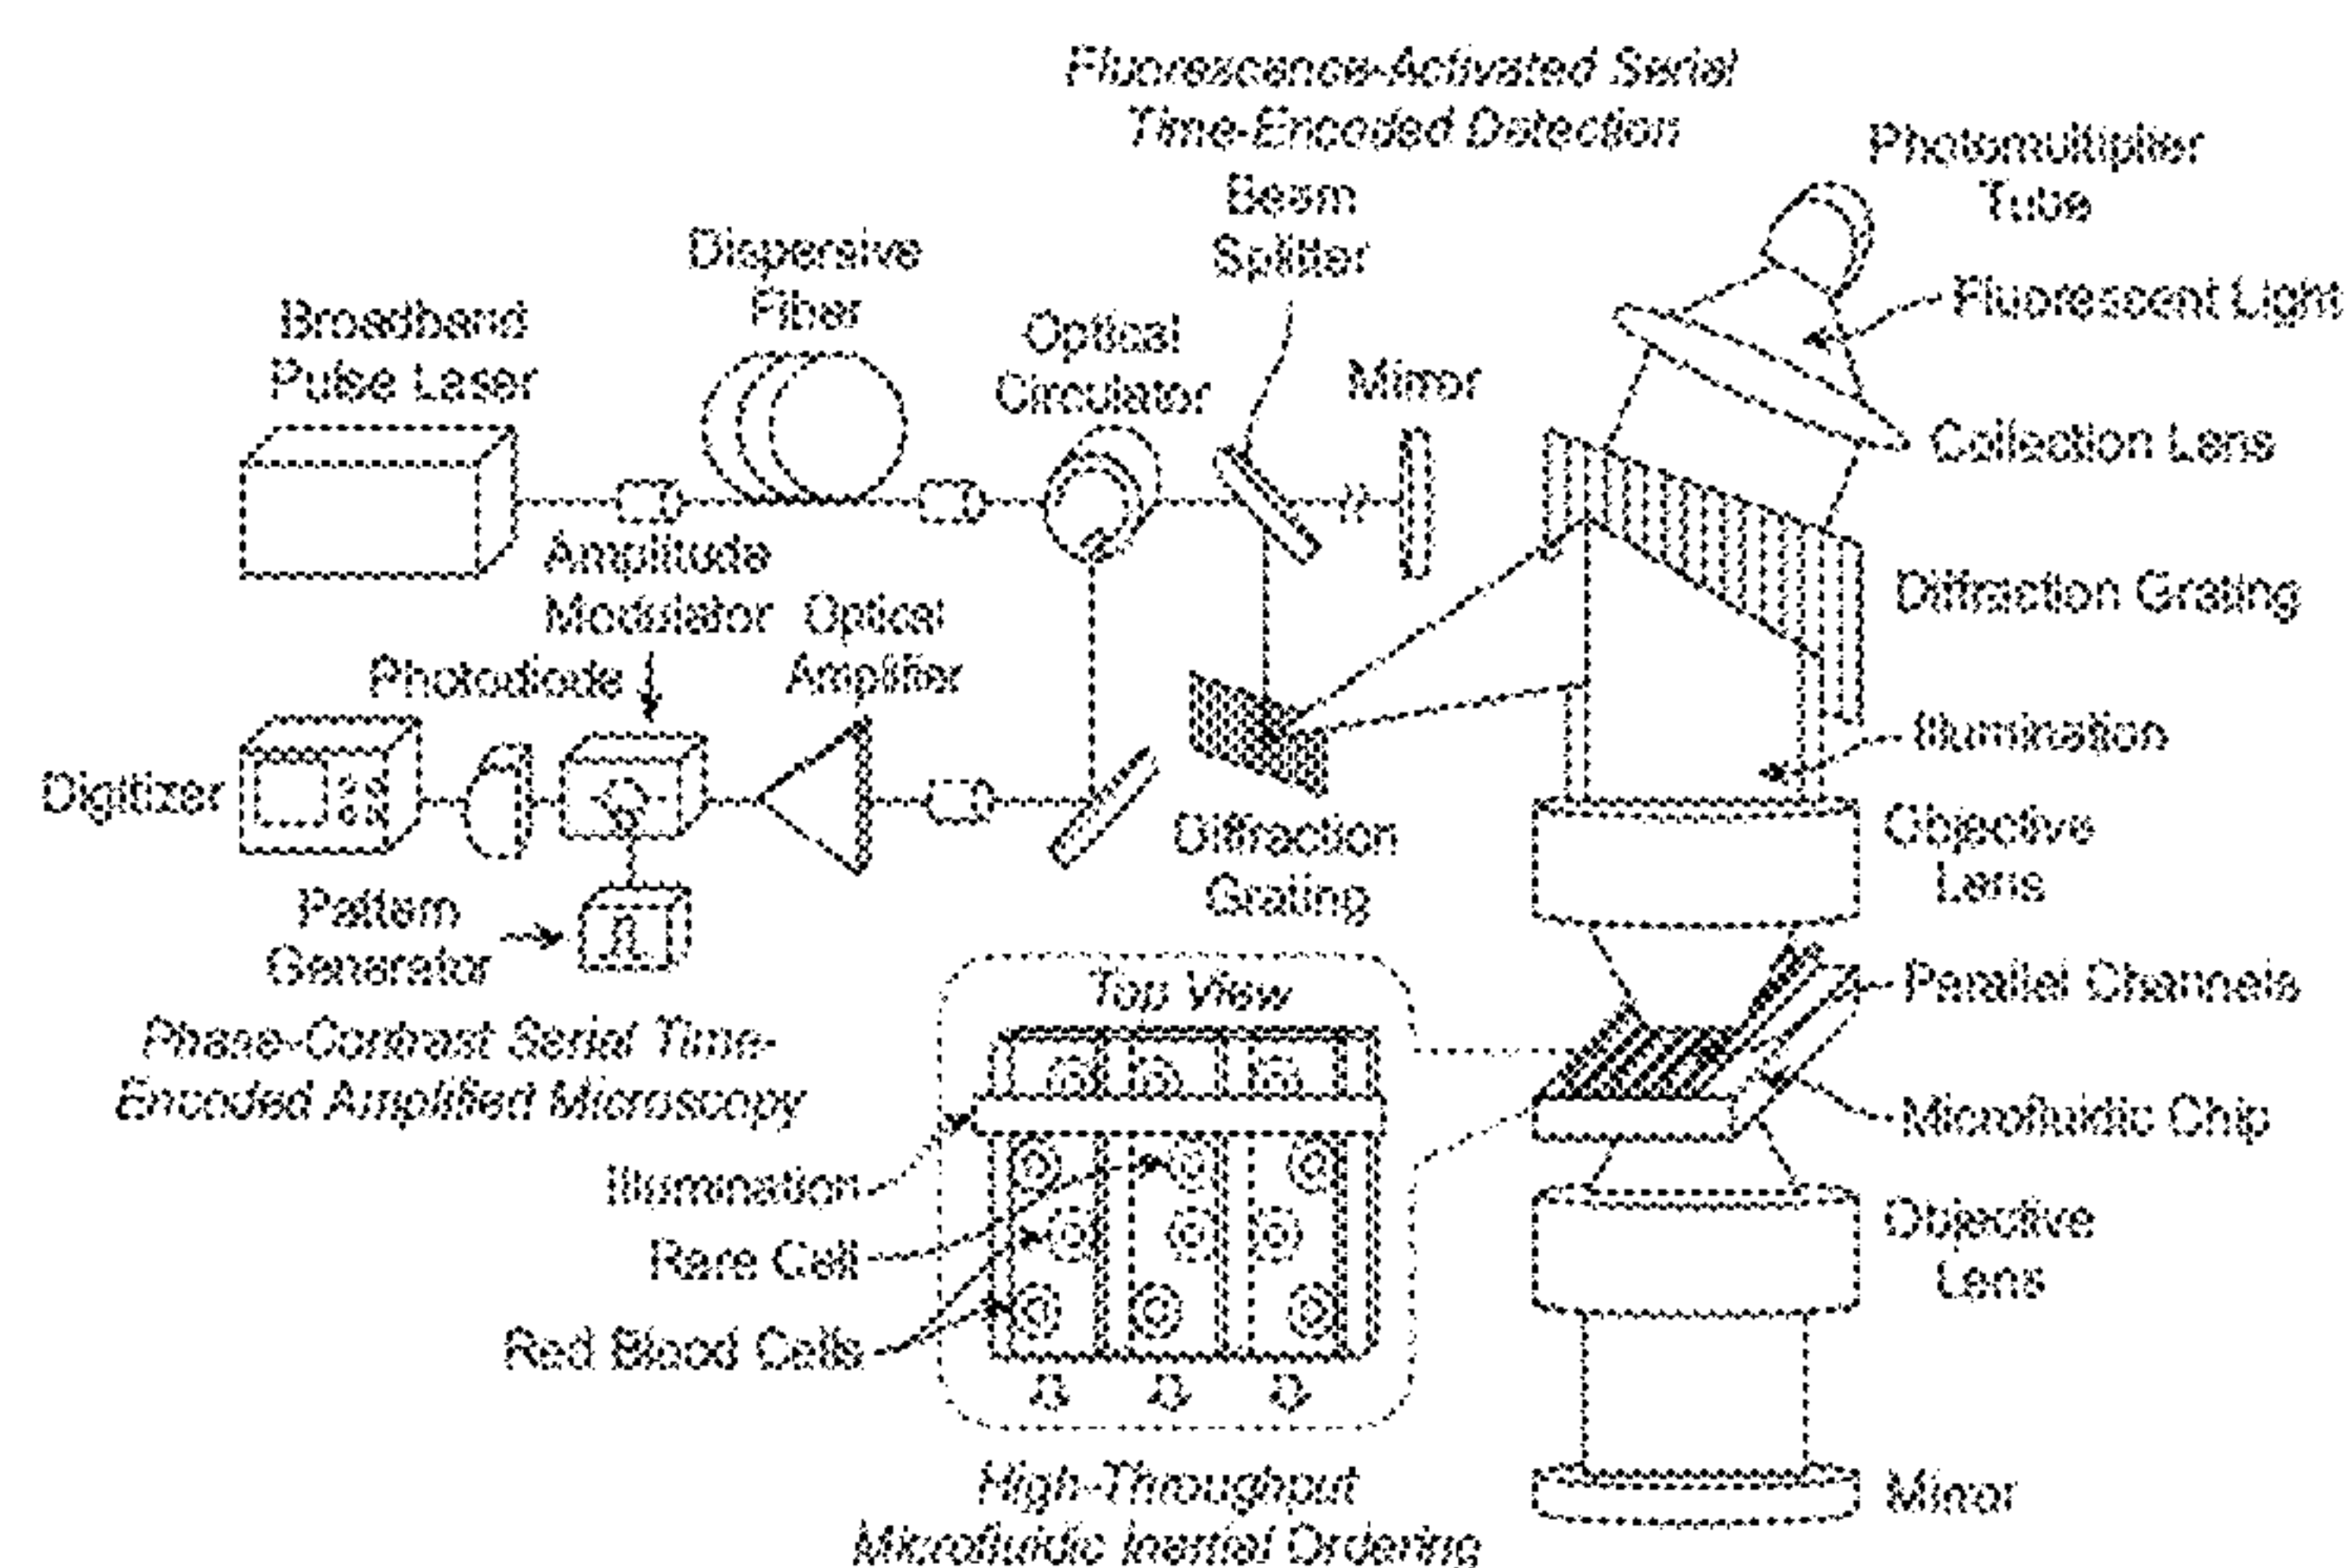 Fluorescence-Activated Serial
Time-Encoded Detection
Photomultiplier
Tube
Beam
Splitter
Dispersive
Fiber
Fluorescent Light
Broadband
Pulse Laser
Optical
Circulator
Mirror
Collection Lens
Amplitude
Modulator
Optical
Amplifier
Diffraction Grating
Photodiode
Illumination
Digitizer
Diffraction
Grating
Objective
Lens
Pattern
Generator
Top View
Parallel Channels
Phase-Contrast Serial Time-
Encoded Amplified Microscopy
Microfluidic Chip
Illumination
Rare Cell
Objective
Lens
Red Blood Cells
High-Throughput
Microfluidic Inertial Ordering
Mirror